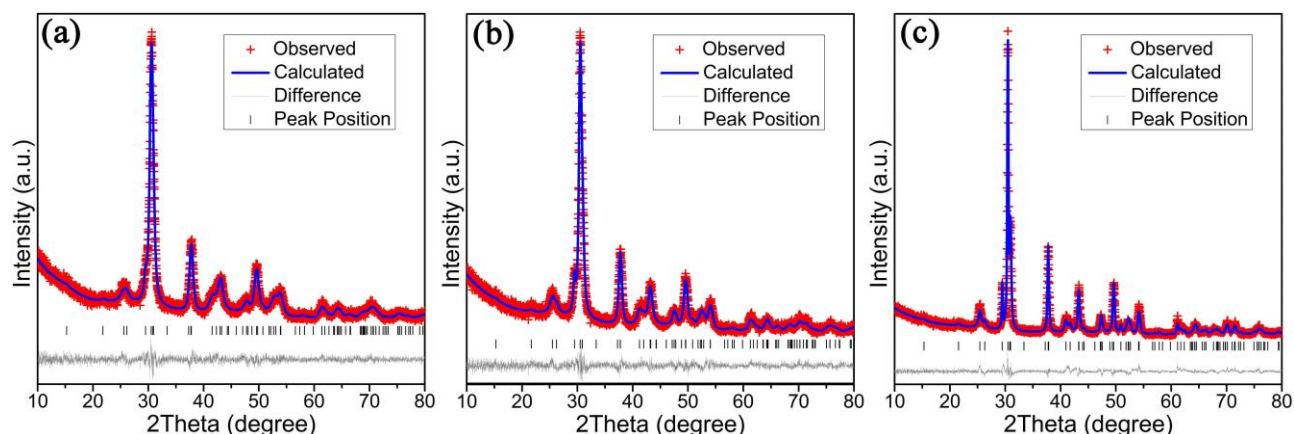 (a)
Observed
Calculated
Difference
Peak Position
Intensity (a.u.)
10 20 30 40 50 60 70 80
2Theta (degree)
(b)
Observed
Calculated
Difference
Peak Position
Intensity (a.u.)
10 20 30 40 50 60 70 80
2Theta (degree)
(c)
Observed
Calculated
Difference
Peak Position
Intensity (a.u.)
10 20 30 40 50 60 70 80
2Theta (degree)